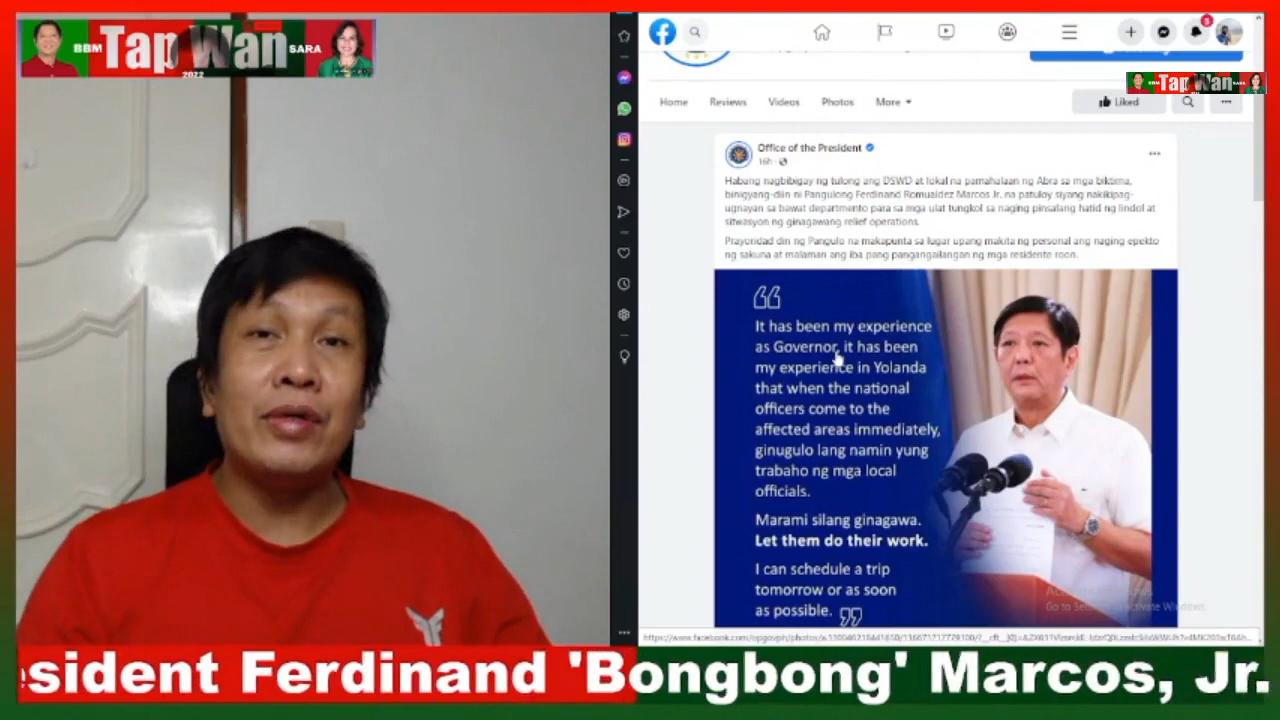 BBM Tap Wan SARA
2022
Home Reviews Videos Photos More
Liked
Tap Wan
Office of the President
16h
Habang nagbibigay ng tulong ang DSWD at lokal na pamahalaan ng Abra sa mga biktima,
binigyang-diin ni Pangulong Ferdinand Romualdez Marcos Jr. na patuloy siyang nakikipag-
ugnayan sa bawat departmento para sa mga ulat tungkol sa naging pinsalang hatid ng lindol at
sitwasyon ng ginagawang relief operations.
Prayoridad din ng Pangulo na makapunta sa lugar upang makita ng personal ang naging epekto
ng sakuna at malaman ang iba pang pangangailangan ng mga residente roon.
It has been my experience
as Governor, it has been
my experience in Yolanda
that when the national
officers come to the
affected areas immediately,
ginugulo lang namin yung
trabaho ng mga local
officials.
Marami silang ginagawa.
Let them do their work.
I can schedule a trip
tomorrow or as soon
as possible.
esident Ferdinand 'Bongbong' Marcos, Jr.